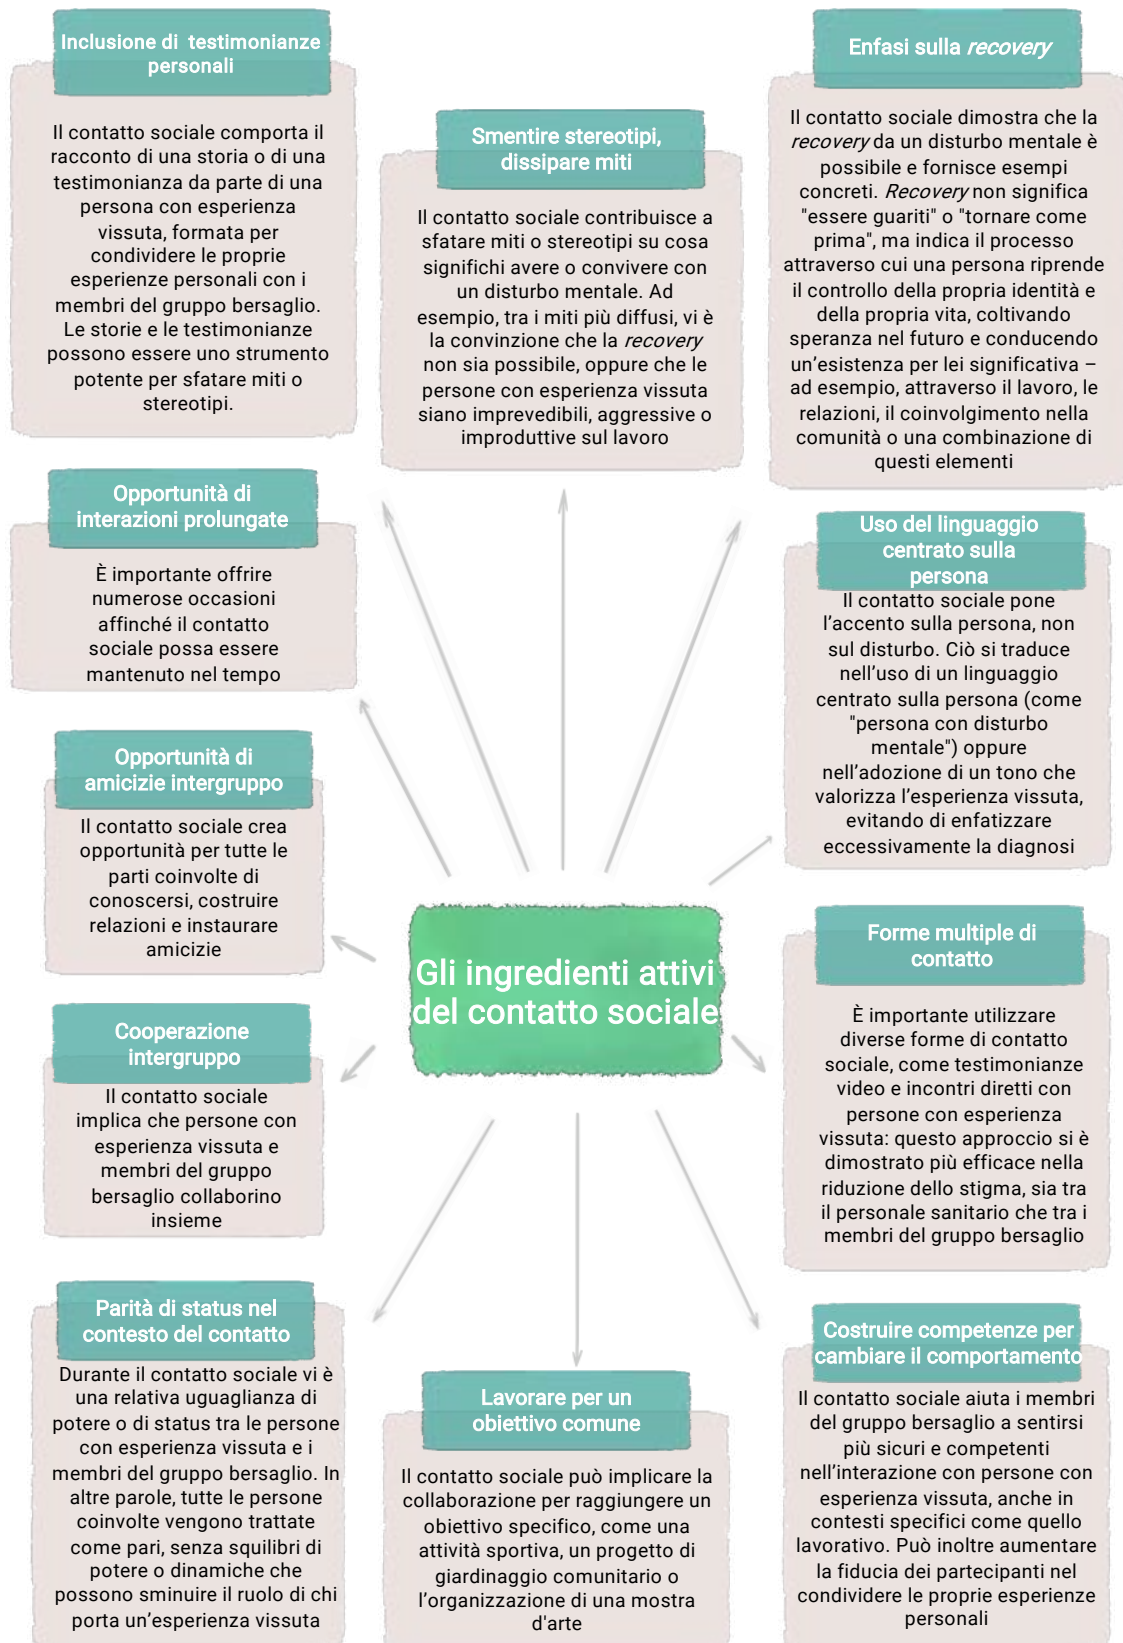 Inclusione di testimonianze
personali
Il contatto sociale comporta il
racconto di una storia o di una
testimonianza da parte di una
persona con esperienza
vissuta, formata per
condividere le proprie
esperienze personali con i
membri del gruppo bersaglio.
Le storie e le testimonianze
possono essere uno strumento
potente per sfatare miti o
stereotipi.
Smentire stereotipi,
dissipare miti
Il contatto sociale contribuisce a
sfatare miti o stereotipi su cosa
significhi avere o convivere con
un disturbo mentale. Ad
esempio, tra i miti più diffusi, vi è
la convinzione che la recovery
non sia possibile, oppure che le
persone con esperienza vissuta
siano imprevedibili, aggressive o
improduttive sul lavoro
Enfasi sulla recovery
Il contatto sociale dimostra che la
recovery da un disturbo mentale è
possibile e fornisce esempi
concreti. Recovery non significa
"essere guariti" o "tornare come
prima", ma indica il processo
attraverso cui una persona riprende
il controllo della propria identità e
della propria vita, coltivando
speranza nel futuro e conducendo
un’esistenza per lei significativa –
ad esempio, attraverso il lavoro, le
relazioni, il coinvolgimento nella
comunità o una combinazione di
questi elementi
Opportunità di
interazioni prolungate
È importante offrire
numerose occasioni
affinché il contatto
sociale possa essere
mantenuto nel tempo
Uso del linguaggio
centrato sulla
persona
Il contatto sociale pone
l’accento sulla persona, non
sul disturbo. Ciò si traduce
nell’uso di un linguaggio
centrato sulla persona (come
"persona con disturbo
mentale") oppure
nell’adozione di un tono che
valorizza l’esperienza vissuta,
evitando di enfatizzare
eccessivamente la diagnosi
Opportunità di
amicizie intergruppo
Il contatto sociale crea
opportunità per tutte le
parti coinvolte di
conoscersi, costruire
relazioni e instaurare
amicizie
Gli ingredienti attivi
del contatto sociale
Forme multiple di
contatto
È importante utilizzare
diverse forme di contatto
sociale, come testimonianze
video e incontri diretti con
persone con esperienza
vissuta: questo approccio si è
dimostrato più efficace nella
riduzione dello stigma, sia tra
il personale sanitario che tra i
membri del gruppo bersaglio
Cooperazione
intergruppo
Il contatto sociale
implica che persone con
esperienza vissuta e
membri del gruppo
bersaglio collaborino
insieme
Parità di status nel
contesto del contatto
Durante il contatto sociale vi è
una relativa uguaglianza di
potere o di status tra le persone
con esperienza vissuta e i
membri del gruppo bersaglio. In
altre parole, tutte le persone
coinvolte vengono trattate
come pari, senza squilibri di
potere o dinamiche che
possono sminuire il ruolo di chi
porta un’esperienza vissuta
Lavorare per un
obiettivo comune
Il contatto sociale può implicare la
collaborazione per raggiungere un
obiettivo specifico, come una
attività sportiva, un progetto di
giardinaggio comunitario o
l’organizzazione di una mostra
d'arte
Costruire competenze per
cambiare il comportamento
Il contatto sociale aiuta i membri
del gruppo bersaglio a sentirsi
più sicuri e competenti
nell’interazione con persone con
esperienza vissuta, anche in
contesti specifici come quello
lavorativo. Può inoltre aumentare
la fiducia dei partecipanti nel
condividere le proprie esperienze
personali